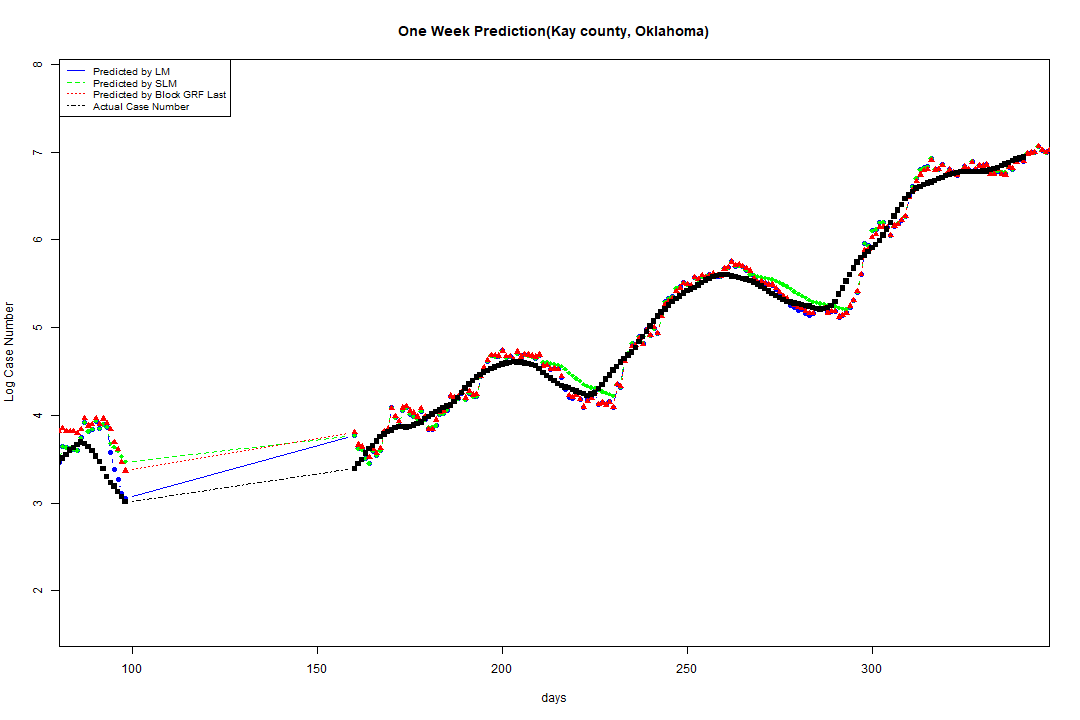 One Week Prediction(Kay county, Oklahoma)
Predicted by LM
Predicted by SLM
Predicted by Block GRF Last
Actual Case Number
8
7
6
5
4
3
2
Log Case Number
100 150 200 250 300
days